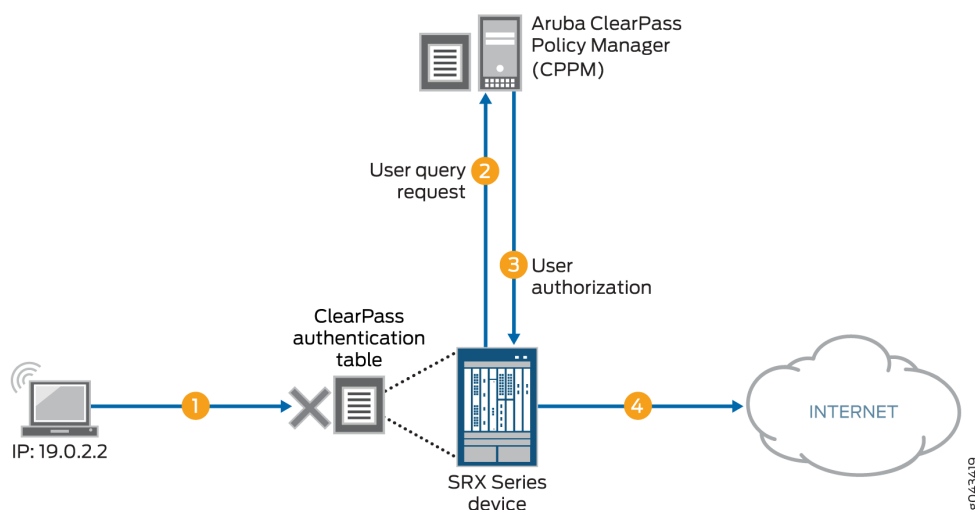 Aruba ClearPass
Policy Manager
(CPPM)
User query
request
2
3
User
authorization
ClearPass
authentication
table
1
4
INTERNET
IP: 19.0.2.2
SRX Series
device
g043419